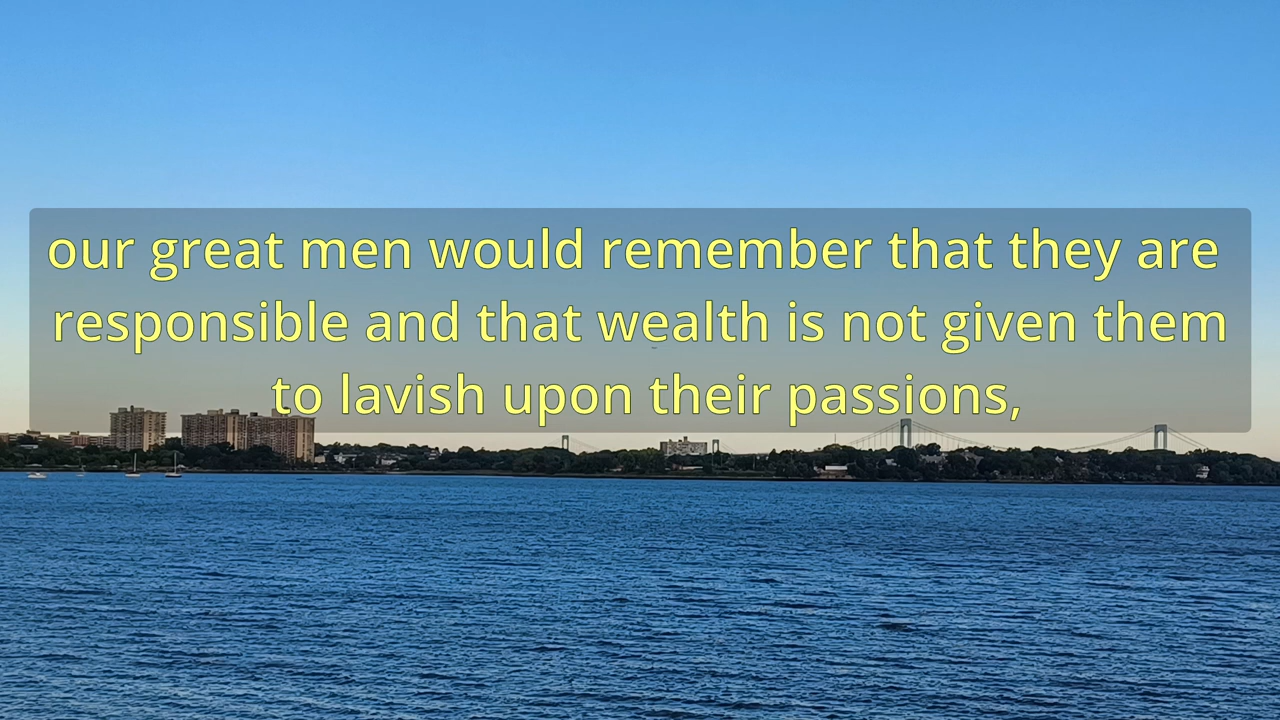 our great men would remember that they are
responsible and that wealth is not given them
to lavish upon their passions,